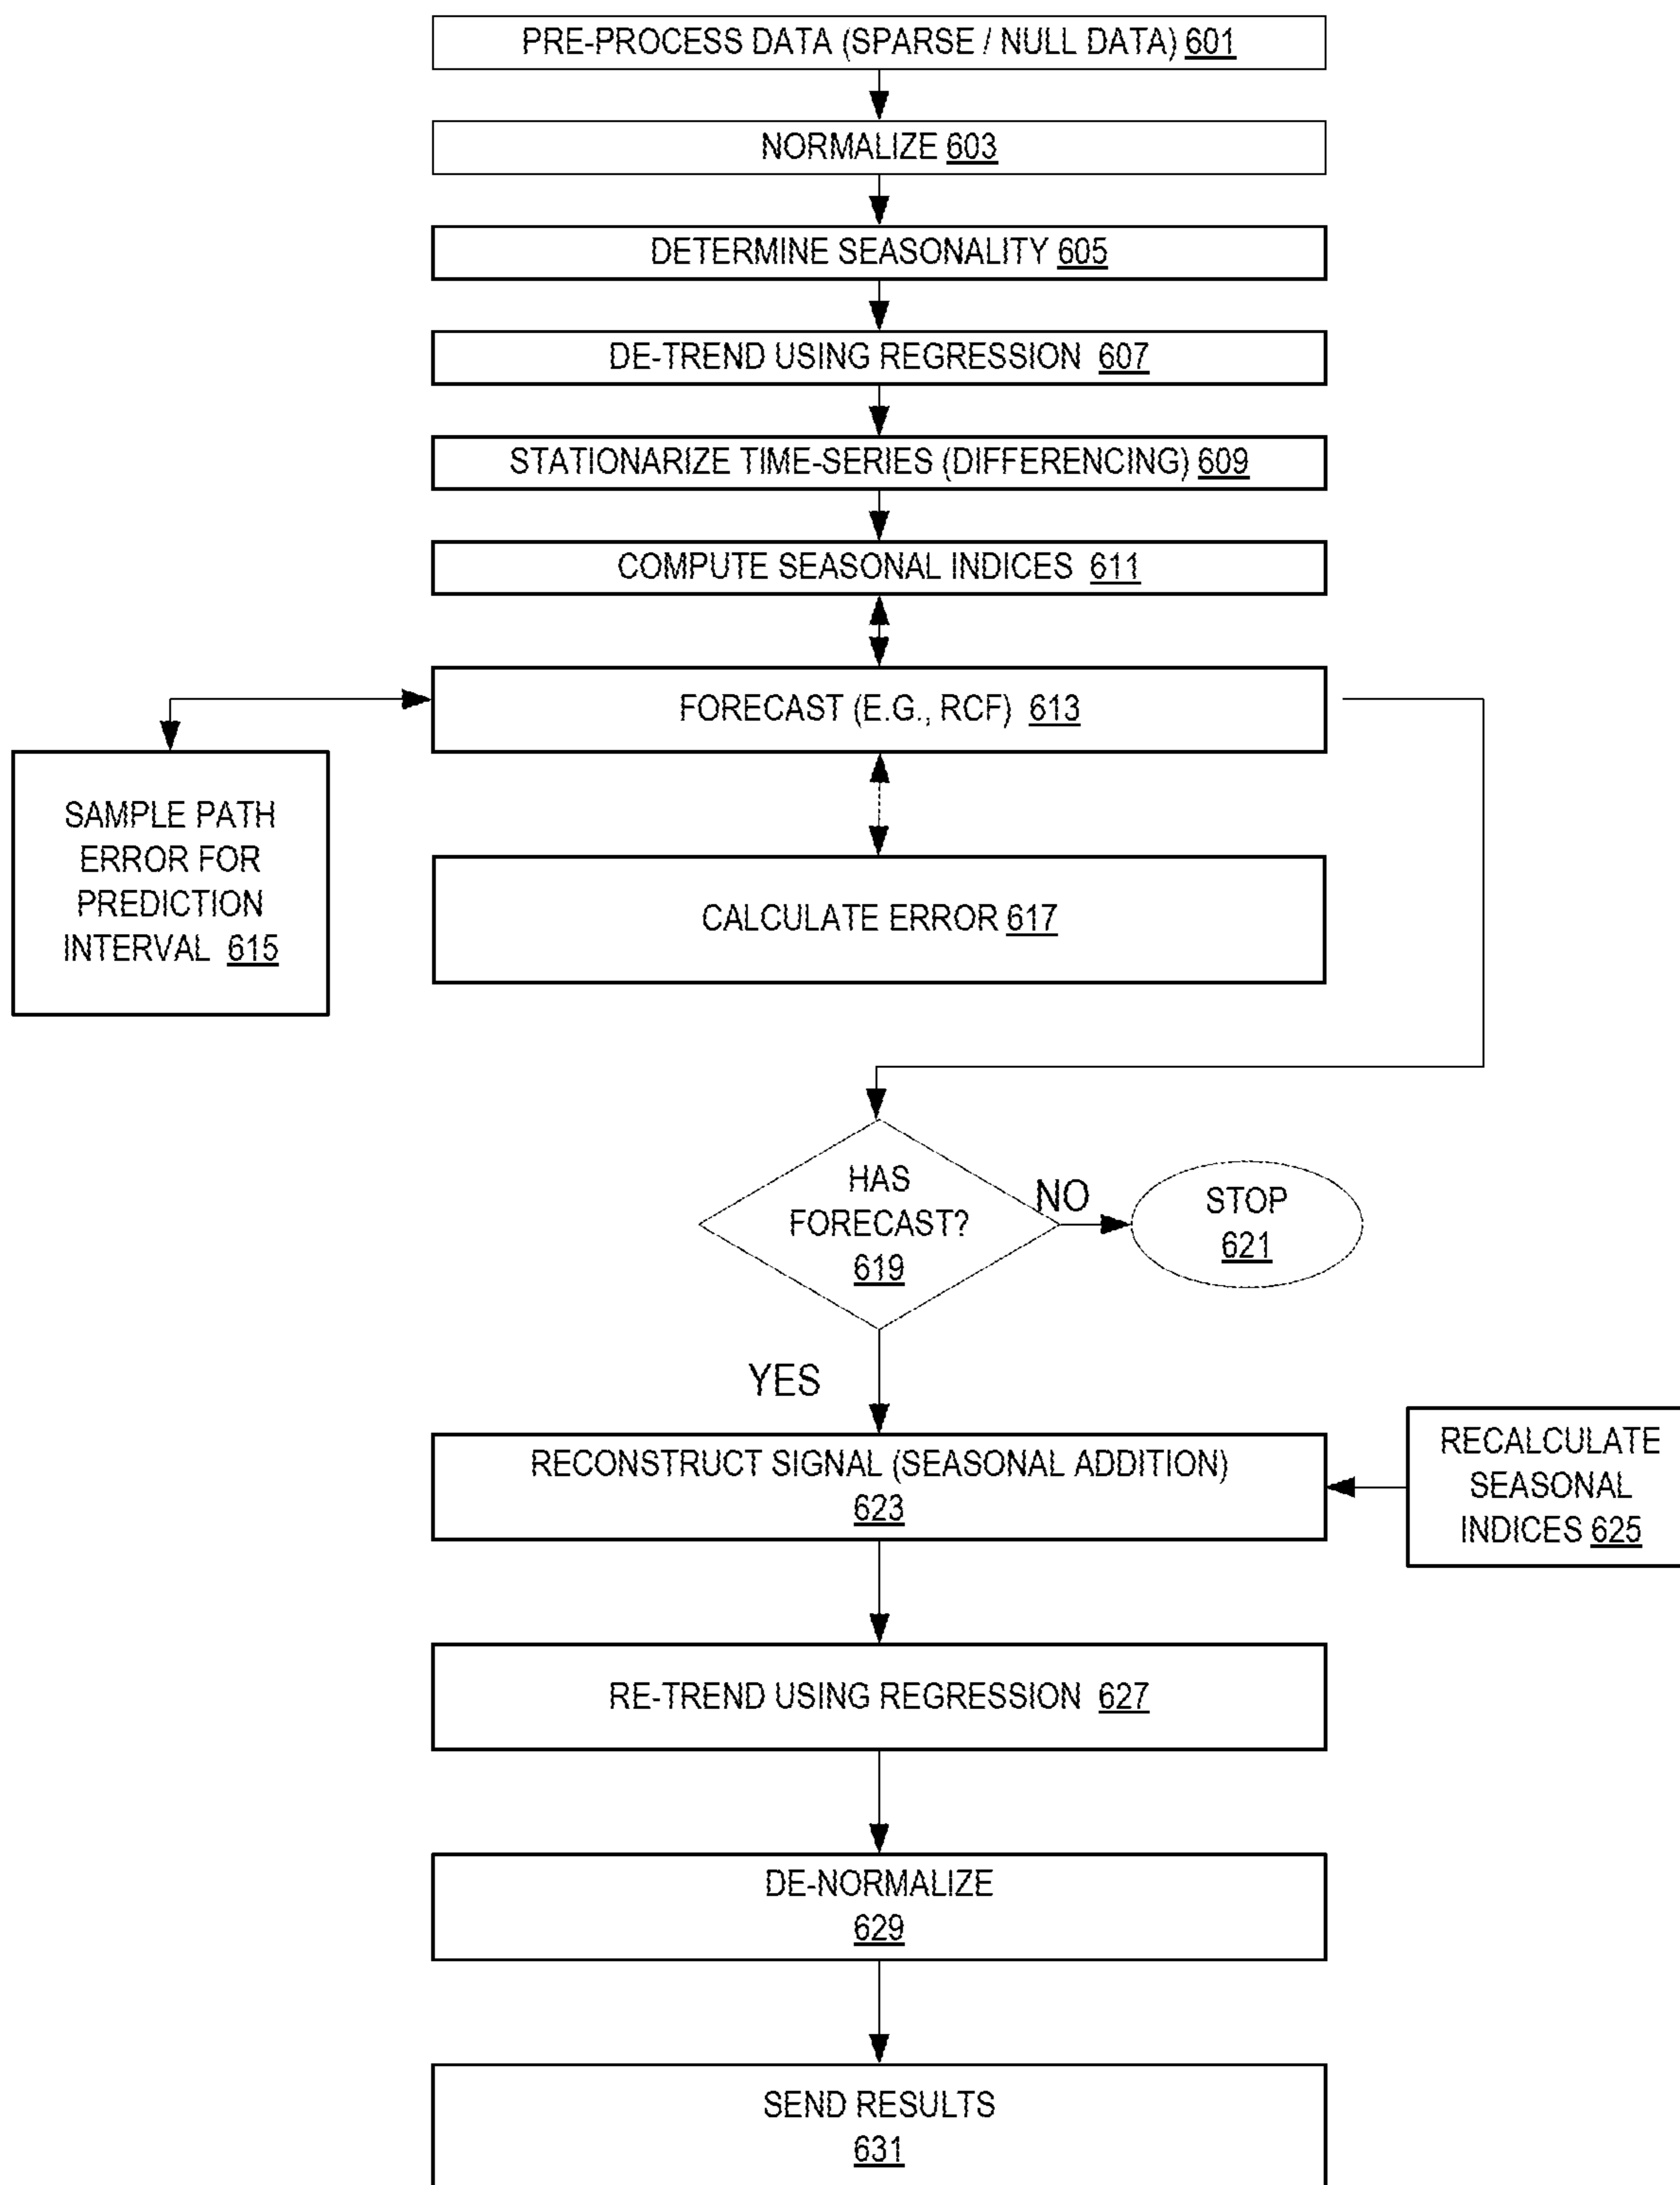 PRE-PROCESS DATA (SPARSE / NULL DATA) 601
NORMALIZE 603
DETERMINE SEASONALITY 605
DE-TREND USING REGRESSION 607
STATIONARIZE TIME-SERIES (DIFFERENCING) 609
COMPUTE SEASONAL INDICES 611
FORECAST (E.G., RCF) 613
SAMPLE PATH
ERROR FOR
PREDICTION
INTERVAL 615
CALCULATE ERROR 617
HAS
FORECAST?
619
NO
STOP
621
YES
RECONSTRUCT SIGNAL (SEASONAL ADDITION)
623
RECALCULATE
SEASONAL
INDICES 625
RE-TREND USING REGRESSION 627
DE-NORMALIZE
629
SEND RESULTS
631